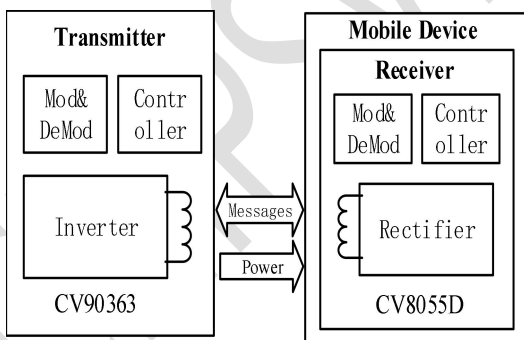 Transmitter
Mod&
DeMod
Contr
oller
Inverter
CV90363
Messages
Power
Mobile Device
Receiver
Mod&
DeMod
Contr
oller
Rectifier
CV8055D